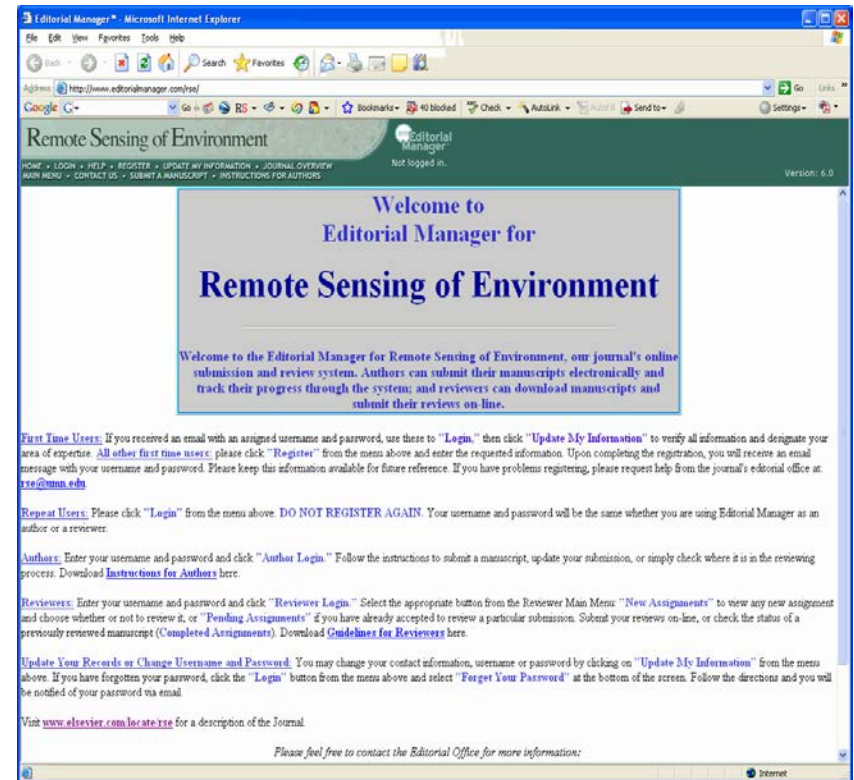 Editorial Manager® - Microsoft Internet Explorer
File Edit View Favorites Tools Help
Back Search Favorites
Address http://www.editorialmanager.com/rse/ Go Links »
Google G Go RS Bookmarks 40 blocked Check AutoLink AutoFill Send to Settings
Remote Sensing of Environment
Editorial
Manager
HOME • LOGIN • HELP • REGISTER • UPDATE MY INFORMATION • JOURNAL OVERVIEW
MAIN MENU • CONTACT US • SUBMIT A MANUSCRIPT • INSTRUCTIONS FOR AUTHORS
Not logged in.
Version: 6.0
Welcome to
Editorial Manager for
Remote Sensing of Environment
Welcome to the Editorial Manager for Remote Sensing of Environment, our journal's online
submission and review system. Authors can submit their manuscripts electronically and
track their progress through the system; and reviewers can download manuscripts and
submit their reviews on-line.
First Time Users: If you received an email with an assigned username and password, use these to "Login," then click "Update My Information" to verify all information and designate your
area of expertise. All other first time users: please click "Register" from the menu above and enter the requested information. Upon completing the registration, you will receive an email
message with your username and password. Please keep this information available for future reference. If you have problems registering, please request help from the journal's editorial office at:
rse@umn.edu.
Repeat Users: Please click "Login" from the menu above. DO NOT REGISTER AGAIN. Your username and password will be the same whether you are using Editorial Manager as an
author or a reviewer.
Authors: Enter your username and password and click "Author Login." Follow the instructions to submit a manuscript, update your submission, or simply check where it is in the reviewing
process. Download Instructions for Authors here.
Reviewers: Enter your username and password and click "Reviewer Login." Select the appropriate button from the Reviewer Main Menu: "New Assignments" to view any new assignment
and choose whether or not to review it, or "Pending Assignments" if you have already accepted to review a particular submission. Submit your reviews on-line, or check the status of a
previously reviewed manuscript (Completed Assignments). Download Guidelines for Reviewers here.
Update Your Records or Change Username and Password: You may change your contact information, username or password by clicking on "Update My Information" from the menu
above. If you have forgotten your password, click the "Login" button from the menu above and select "Forget Your Password" at the bottom of the screen. Follow the directions and you will
be notified of your password via email.
Visit www.elsevier.com/locate/rse for a description of the Journal.
Please feel free to contact the Editorial Office for more information:
Internet